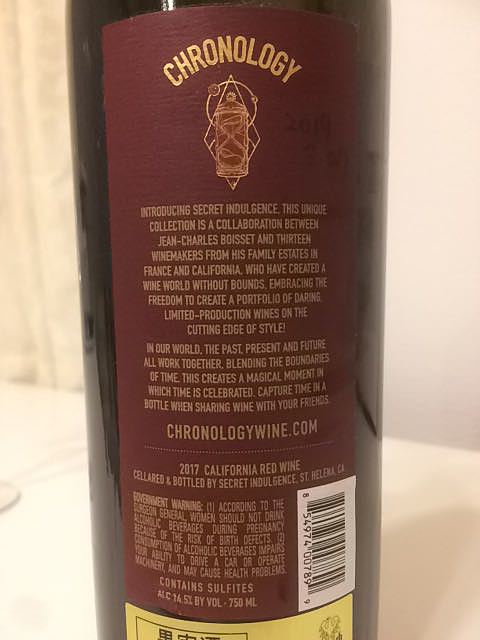 CHRONOLOGY
INTRODUCING SECRET INDULGENCE, THIS UNIQUE
COLLECTION IS A COLLABORATION BETWEEN
JEAN-CHARLES BOISSET AND THIRTEEN
WINEMAKERS FROM HIS FAMILY ESTATES IN
FRANCE AND CALIFORNIA, WHO HAVE CREATED A
WINE WORLD WITHOUT BOUNDS, EMBRACING THE
FREEDOM TO CREATE A PORTFOLIO OF DARING,
LIMITED-PRODUCTION WINES ON THE
CUTTING EDGE OF STYLE!
IN OUR WORLD, THE PAST, PRESENT AND FUTURE
ALL WORK TOGETHER, BLENDING THE BOUNDARIES
OF TIME. THIS CREATES A MAGICAL MOMENT IN
WHICH TIME IS CELEBRATED. CAPTURE TIME IN A
BOTTLE WHEN SHARING WINE WITH YOUR FRIENDS.
CHRONOLOGYWINE.COM
2017 CALIFORNIA RED WINE
CELLARED & BOTTLED BY SECRET INDULGENCE, ST. HELENA, CA
GOVERNMENT WARNING: (1) ACCORDING TO THE
SURGEON GENERAL, WOMEN SHOULD NOT DRINK
ALCOHOLIC BEVERAGES DURING PREGNANCY
BECAUSE OF THE RISK OF BIRTH DEFECTS. (2)
CONSUMPTION OF ALCOHOLIC BEVERAGES IMPAIRS
YOUR ABILITY TO DRIVE A CAR OR OPERATE
MACHINERY, AND MAY CAUSE HEALTH PROBLEMS.
CONTAINS SULFITES
ALC 14.5% BY VOL - 750 ML
8 54974 00789 9
果実酒